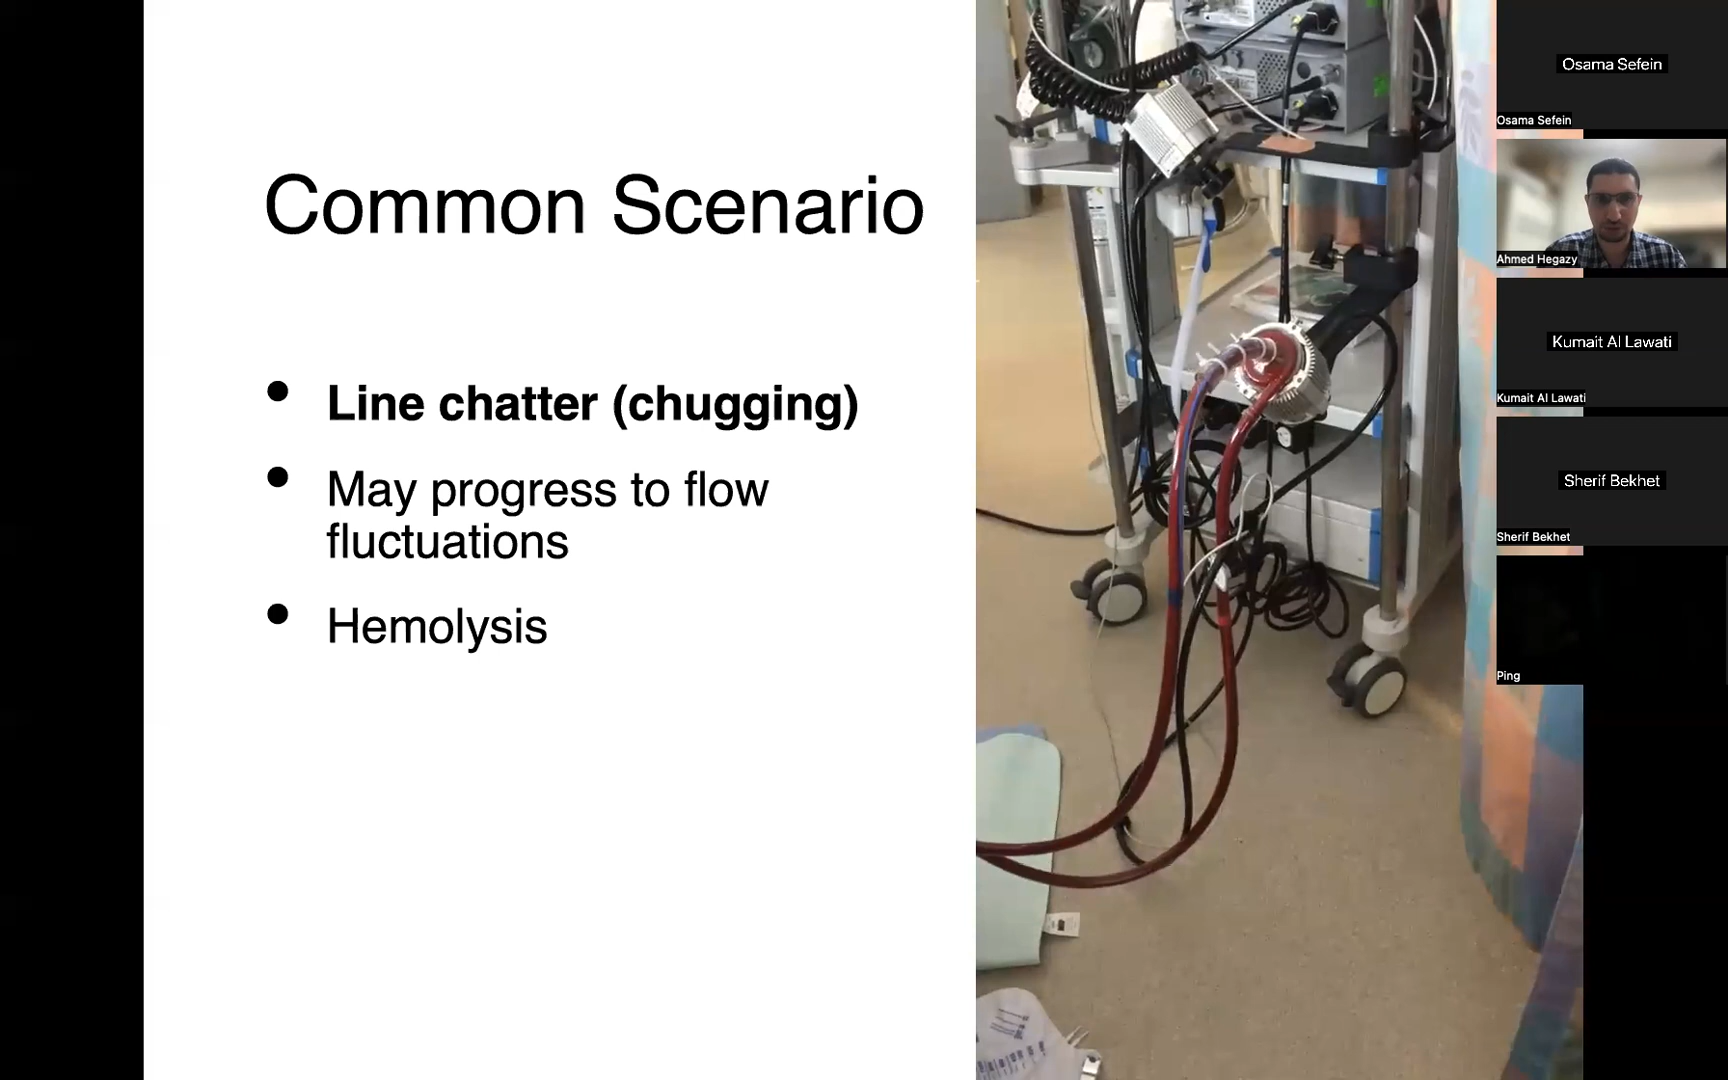 Common Scenario
Line chatter (chugging)
May progress to flow
fluctuations
Hemolysis
Osama Sefein
Osama Sefein
Ahmed Hegazy
Kumait Al Lawati
Kumait Al Lawati
Sherif Bekhet
Sherif Bekhet
Ping